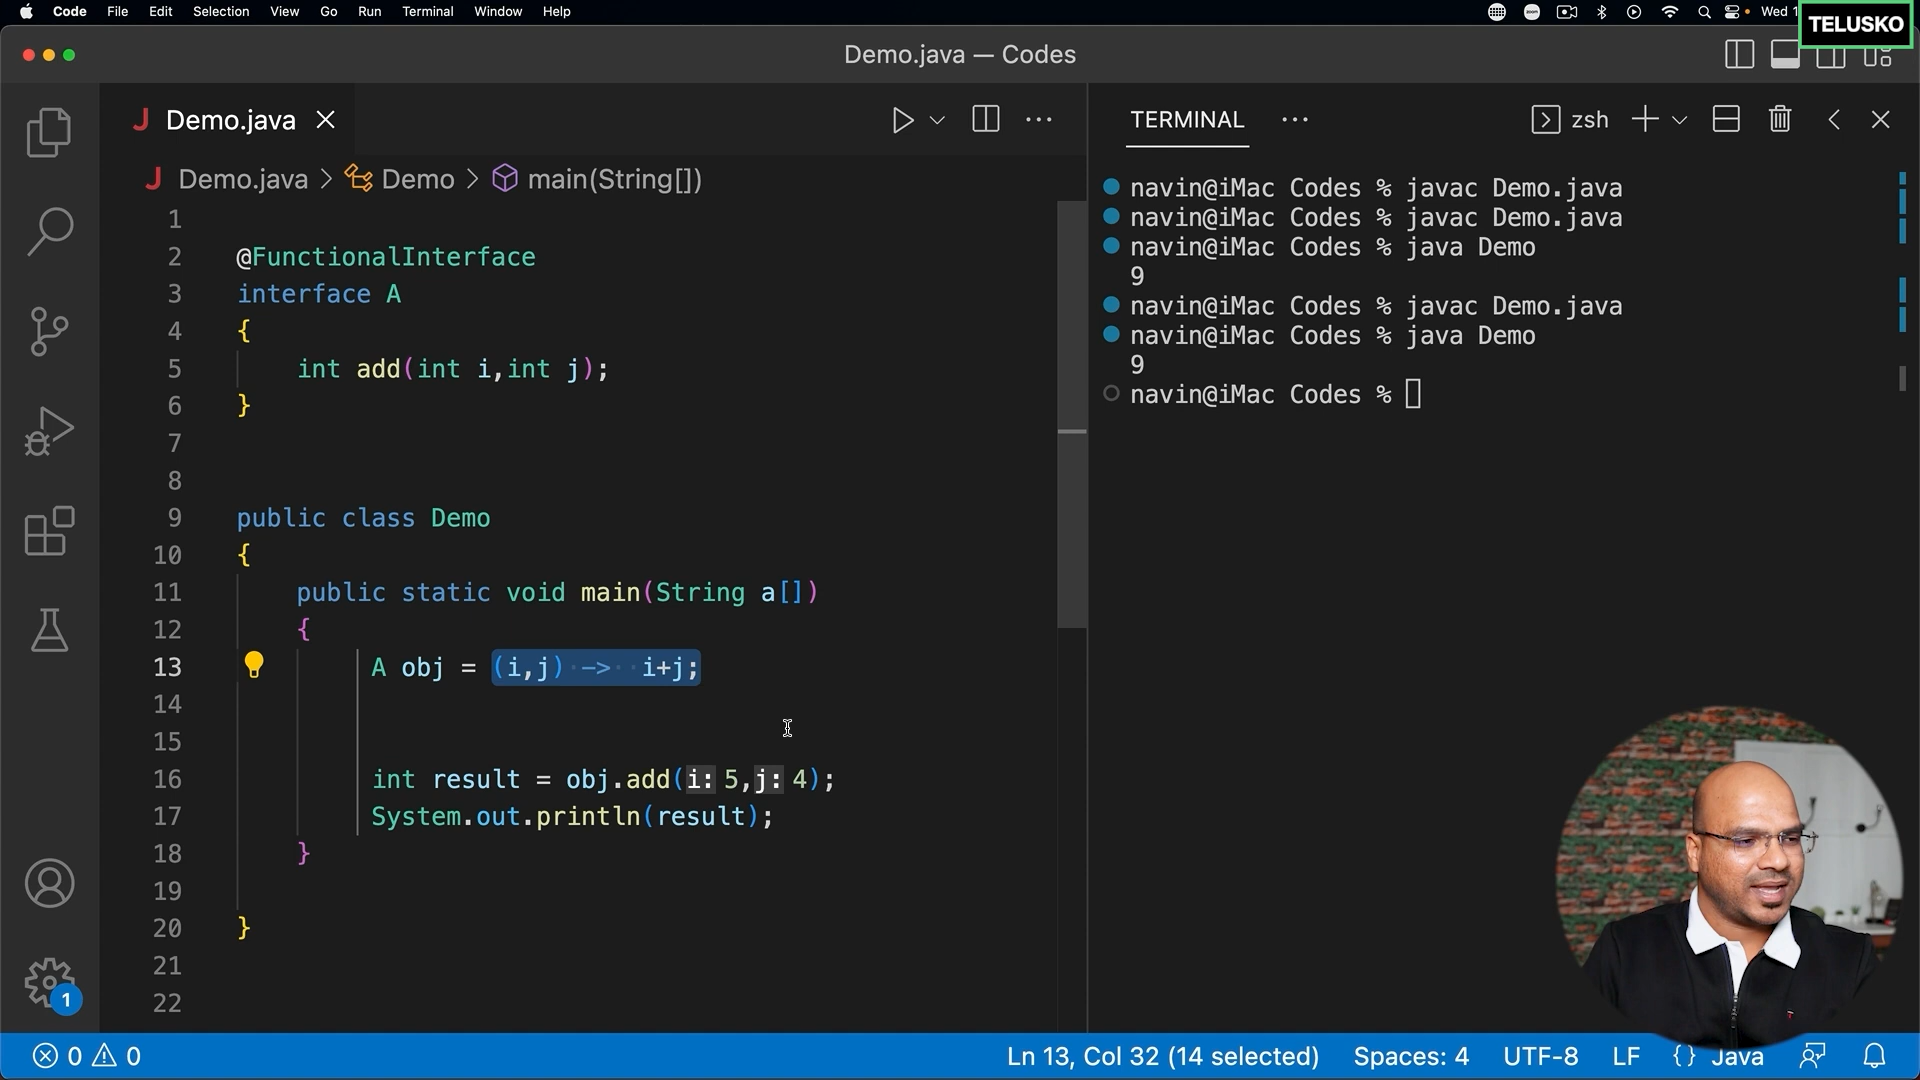 Code File Edit Selection View Go Run Terminal Window Help
Wed 1
TELUSKO
Demo.java — Codes
Demo.java
Demo.java > Demo > main(String[])
1
2 @FunctionalInterface
3 interface A
4 {
5 int add(int i,int j);
6 }
7
8
9 public class Demo
10 {
11 public static void main(String a[])
12 {
13 A obj = (i,j) -> i+j;
14
15
16 int result = obj.add(i: 5,j: 4);
17 System.out.println(result);
18 }
19
20 }
21
22
TERMINAL ··· zsh
navin@iMac Codes % javac Demo.java
navin@iMac Codes % javac Demo.java
navin@iMac Codes % java Demo
9
navin@iMac Codes % javac Demo.java
navin@iMac Codes % java Demo
9
navin@iMac Codes %
1
0 0 Ln 13, Col 32 (14 selected) Spaces: 4 UTF-8 LF {} Java